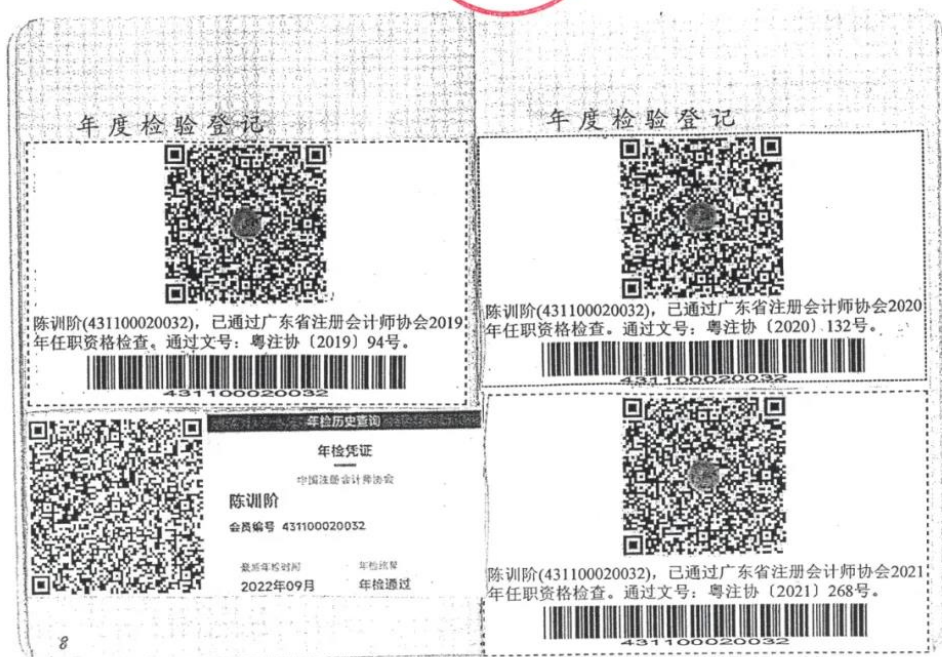 年度检验登记
陈训阶(431100020032)，已通过广东省注册会计师协会2019
年任职资格检查。通过文号：粤注协〔2019〕94号。
431100020032
年检历史查询
年检凭证
中国注册会计师协会
陈训阶
会员编号 431100020032
最近年检时间 年检结果
2022年09月 年检通过
8
年度检验登记
陈训阶(431100020032)，已通过广东省注册会计师协会2020
年任职资格检查。通过文号：粤注协〔2020〕132号。
431100020032
陈训阶(431100020032)，已通过广东省注册会计师协会2021
年任职资格检查。通过文号：粤注协〔2021〕268号。
431100020032